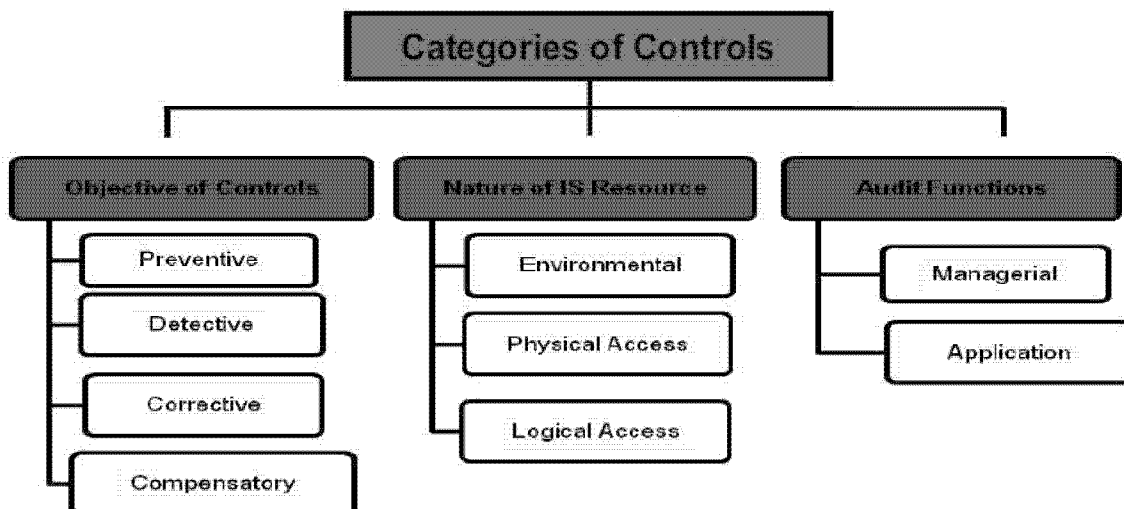 Categories of Controls
Objective of Controls
Preventive
Detective
Corrective
Compensatory
Nature of IS Resource
Environmental
Physical Access
Logical Access
Audit Functions
Managerial
Application